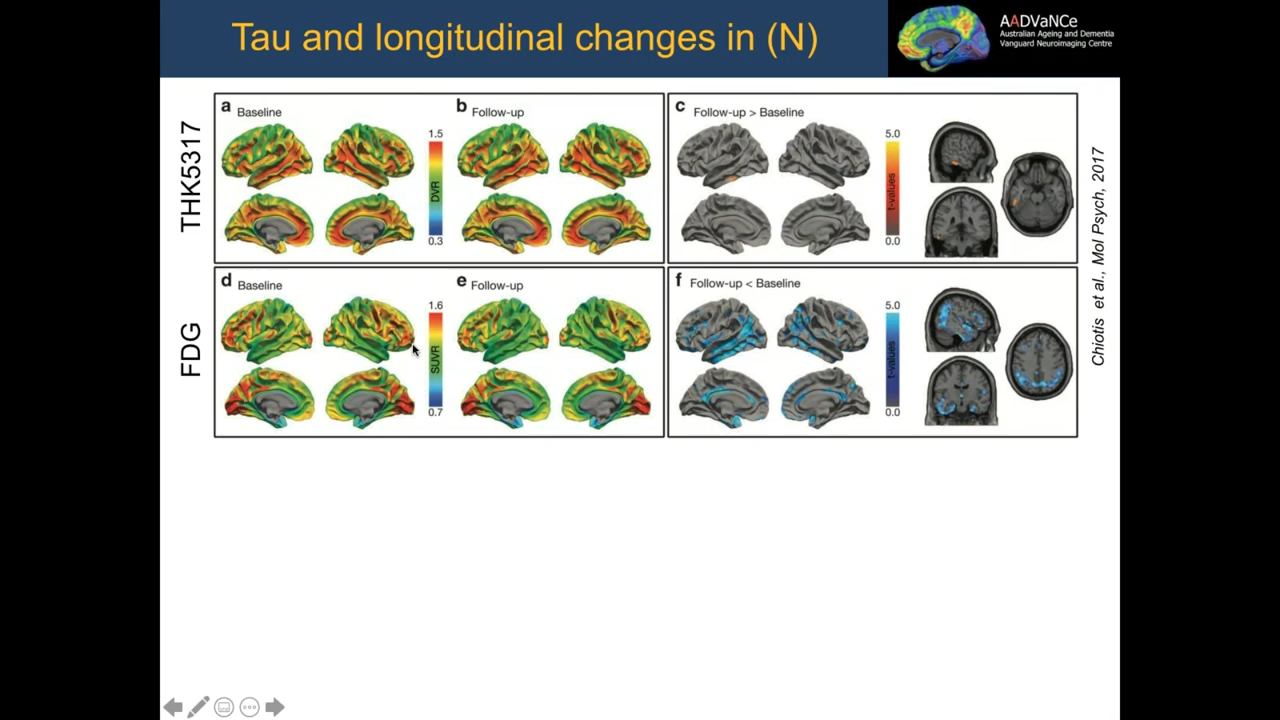 Tau and longitudinal changes in (N)
AADVaNCe
Australian Ageing and Dementia
Vanguard Neuroimaging Centre
THK5317
a Baseline
b Follow-up
1.5
DVR
0.3
c Follow-up > Baseline
5.0
t-values
0.0
FDG
d Baseline
e Follow-up
1.6
SUVR
0.7
f Follow-up < Baseline
5.0
t-values
0.0
Chiotis et al., Mol Psych, 2017